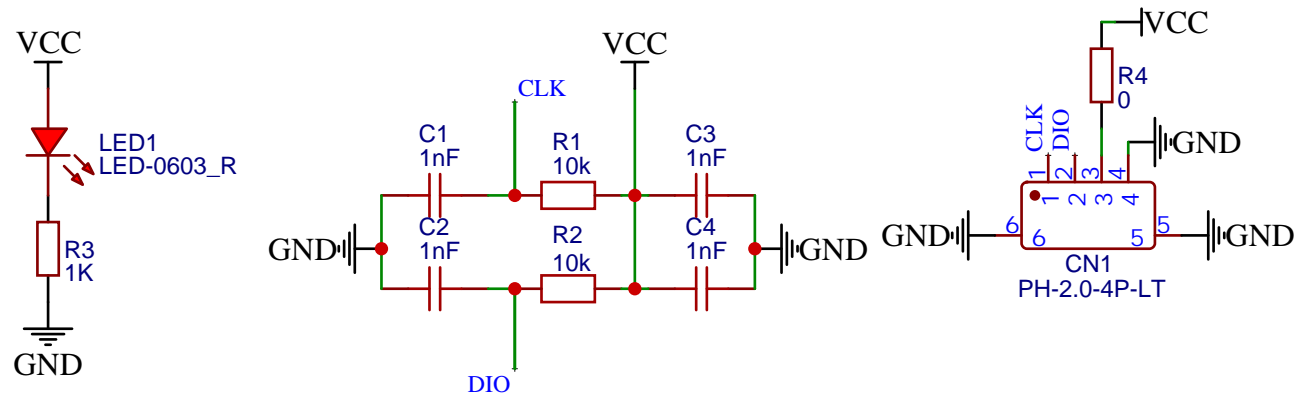 VCC
LED1
LED-0603_R
R3
1K
GND
VCC
CLK
C1
1nF
R1
10k
C3
1nF
GND
C2
1nF
R2
10k
C4
1nF
GND
DIO
VCC
R4
0
CLK
DIO
GND
1
2
3
4
1
2
3
4
GND
6
6
5
5
GND
CN1
PH-2.0-4P-LT